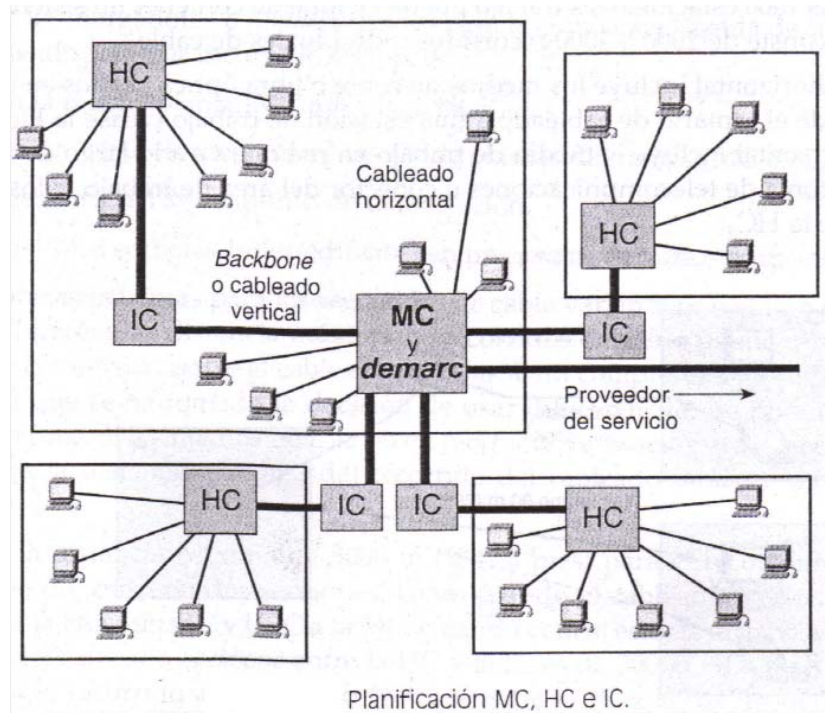 HC
Cableado
horizontal
HC
Backbone
o cableado
vertical
IC
MC
y
demarc
IC
Proveedor
del servicio
HC
IC
IC
HC
Planificación MC, HC e IC.